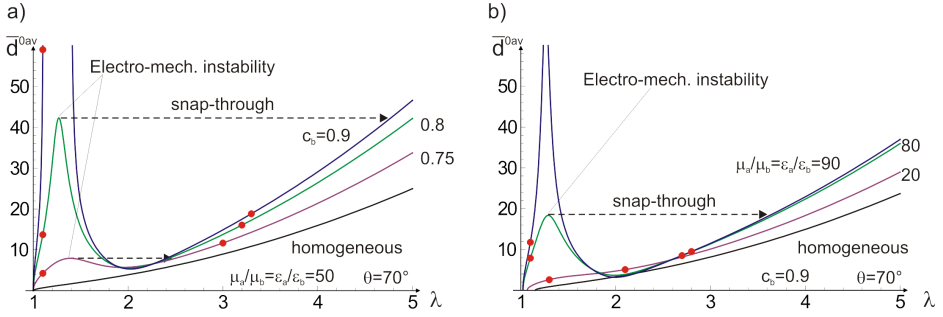 a)
d̅⁰ᵃᵛ
50
40
30
20
10
Electro-mech. instability
snap-through
c_b=0.9
0.8
0.75
homogeneous
μ_a/μ_b=ε_a/ε_b=50
θ=70°
1 2 3 4 5 λ
b)
d̅⁰ᵃᵛ
50
40
30
20
10
Electro-mech. instability
μ_a/μ_b=ε_a/ε_b=90
80
20
snap-through
homogeneous
c_b=0.9
θ=70°
1 2 3 4 5 λ